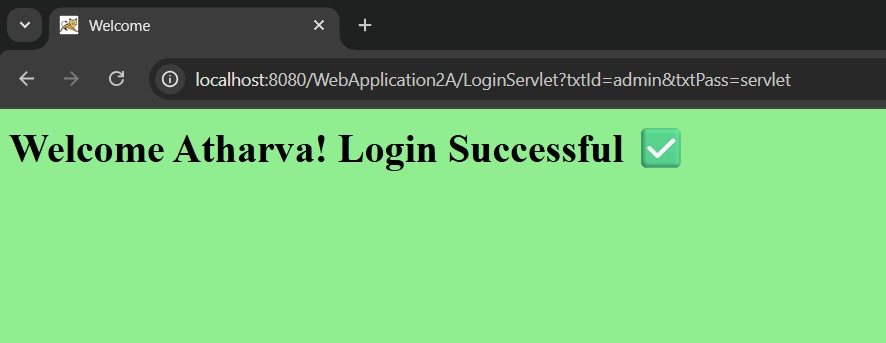 Welcome
localhost:8080/WebApplication2A/LoginServlet?txtId=admin&txtPass=servlet
Welcome Atharva! Login Successful ✅